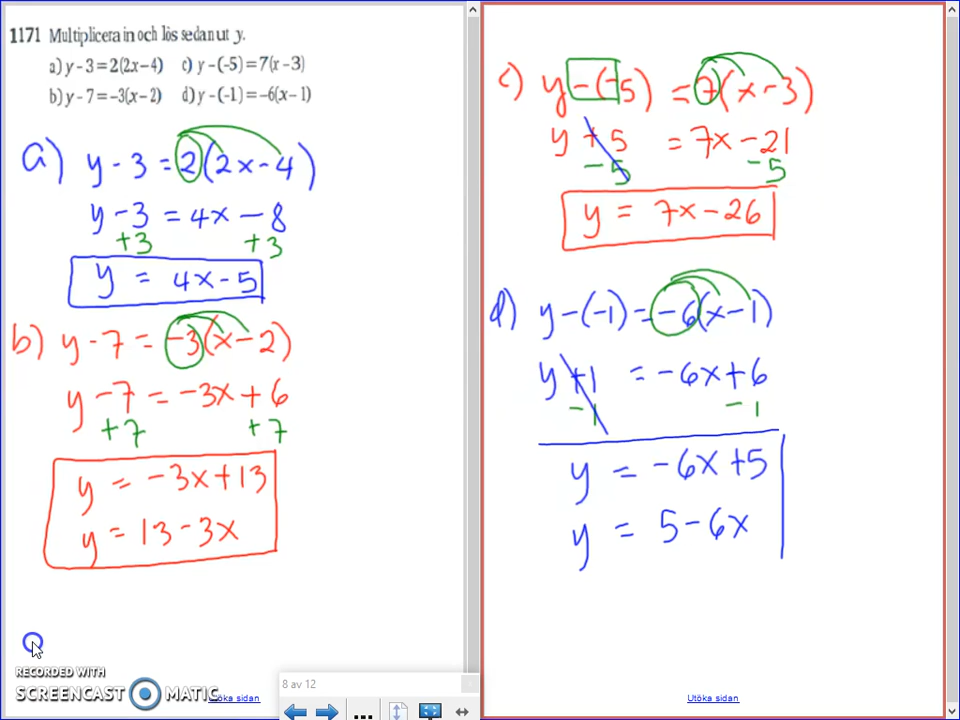 1171 Multiplicera in och lös sedan ut y.
a) y-3=2(2x-4) c) y-(-5)=7(x-3)
b) y-7=-3(x-2) d) y-(-1)=-6(x-1)
a) y-3 = 2(2x-4)
y-3 = 4x-8
+3 +3
y = 4x-5
b) y-7 = -3(x-2)
y-7 = -3x+6
+7 +7
y = -3x+13
y = 13-3x
c) y-(-5) = 7(x-3)
y+5 = 7x-21
-5 -5
y = 7x-26
d) y-(-1) = -6(x-1)
y+1 = -6x+6
-1 -1
y = -6x+5
y = 5-6x
RECORDED WITH
SCREENCAST MATIC
Utöka sidan
8 av 12
Utöka sidan